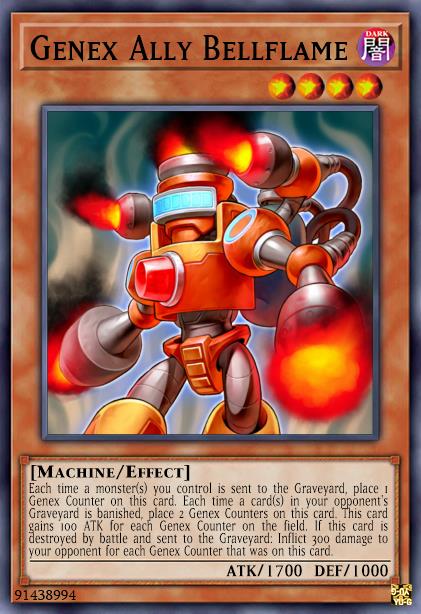 GENEX ALLY BELLFLAME
DARK
闇
[MACHINE/EFFECT]
Each time a monster(s) you control is sent to the Graveyard, place 1
Genex Counter on this card. Each time a card(s) in your opponent's
Graveyard is banished, place 2 Genex Counters on this card. This card
gains 100 ATK for each Genex Counter on the field. If this card is
destroyed by battle and sent to the Graveyard: Inflict 300 damage to
your opponent for each Genex Counter that was on this card.
ATK/1700 DEF/1000
91438994